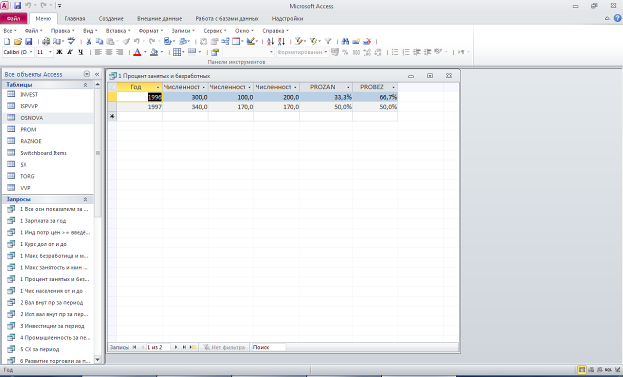 Microsoft Access
Файл Меню Главная Создание Внешние данные Работа с базами данных Надстройки
Все Файл Правка Вид Вставка Формат Записи Сервис Окно Справка
Calibri (О 11 Ж К Ч Форматирование
Панели инструментов
Все объекты Access
Таблицы
INVEST
ISPVVP
OSNOVA
PROM
RAZNOE
Switchboard Items
SX
TORG
VVP
Запросы
1 Все осн показатели за ...
1 Зарплата за год
1 Инд потр цен >= введе...
1 Курс дол от и до
1 Макс безработица и м...
1 Макс занятость и мин ...
1 Процент занятых и без...
1 Чис населения от и до
2 Вал внут пр за период
2 Исп вал внут пр за пер...
3 Инвестиции за период
4 Промышленность за пе...
5 СХ за период
6 Развитие торговли за п...
1 Процент занятых и безработных
Год Численност Численност Численност PROZAN PROBEZ
1996 300,0 100,0 200,0 33,3% 66,7%
1997 340,0 170,0 170,0 50,0% 50,0%
Запись: 1 из 2 Нет фильтра Поиск
Год SQL